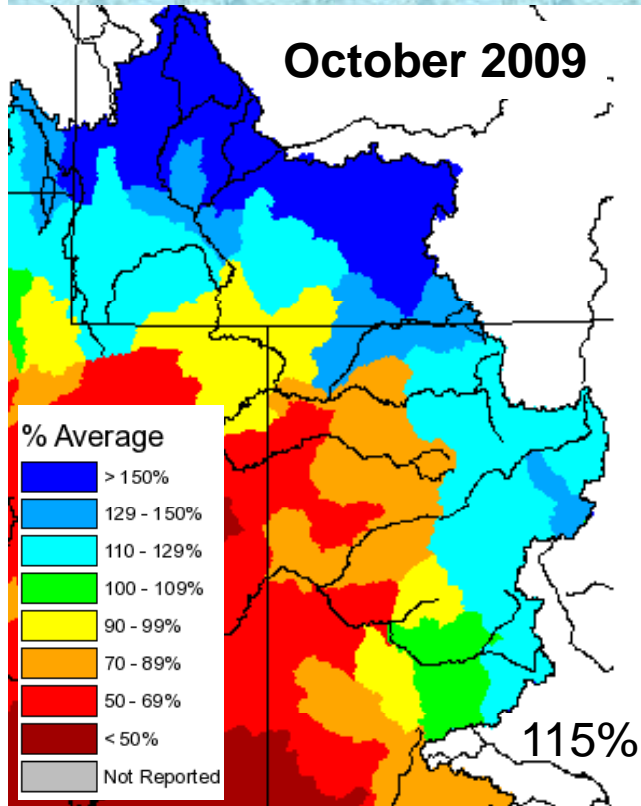 October 2009
% Average
> 150%
129 - 150%
110 - 129%
100 - 109%
90 - 99%
70 - 89%
50 - 69%
< 50%
Not Reported
115%